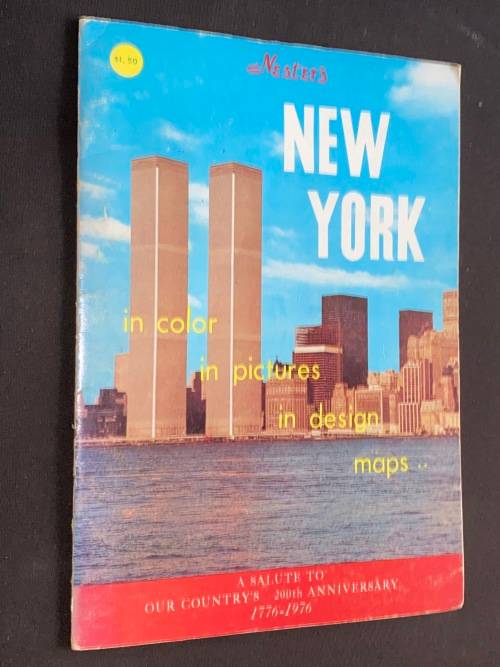 $1.50
Nester's
NEW
YORK
in color
in pictures
in design
maps ..
A SALUTE TO
OUR COUNTRY'S 200th ANNIVERSARY
1776-1976